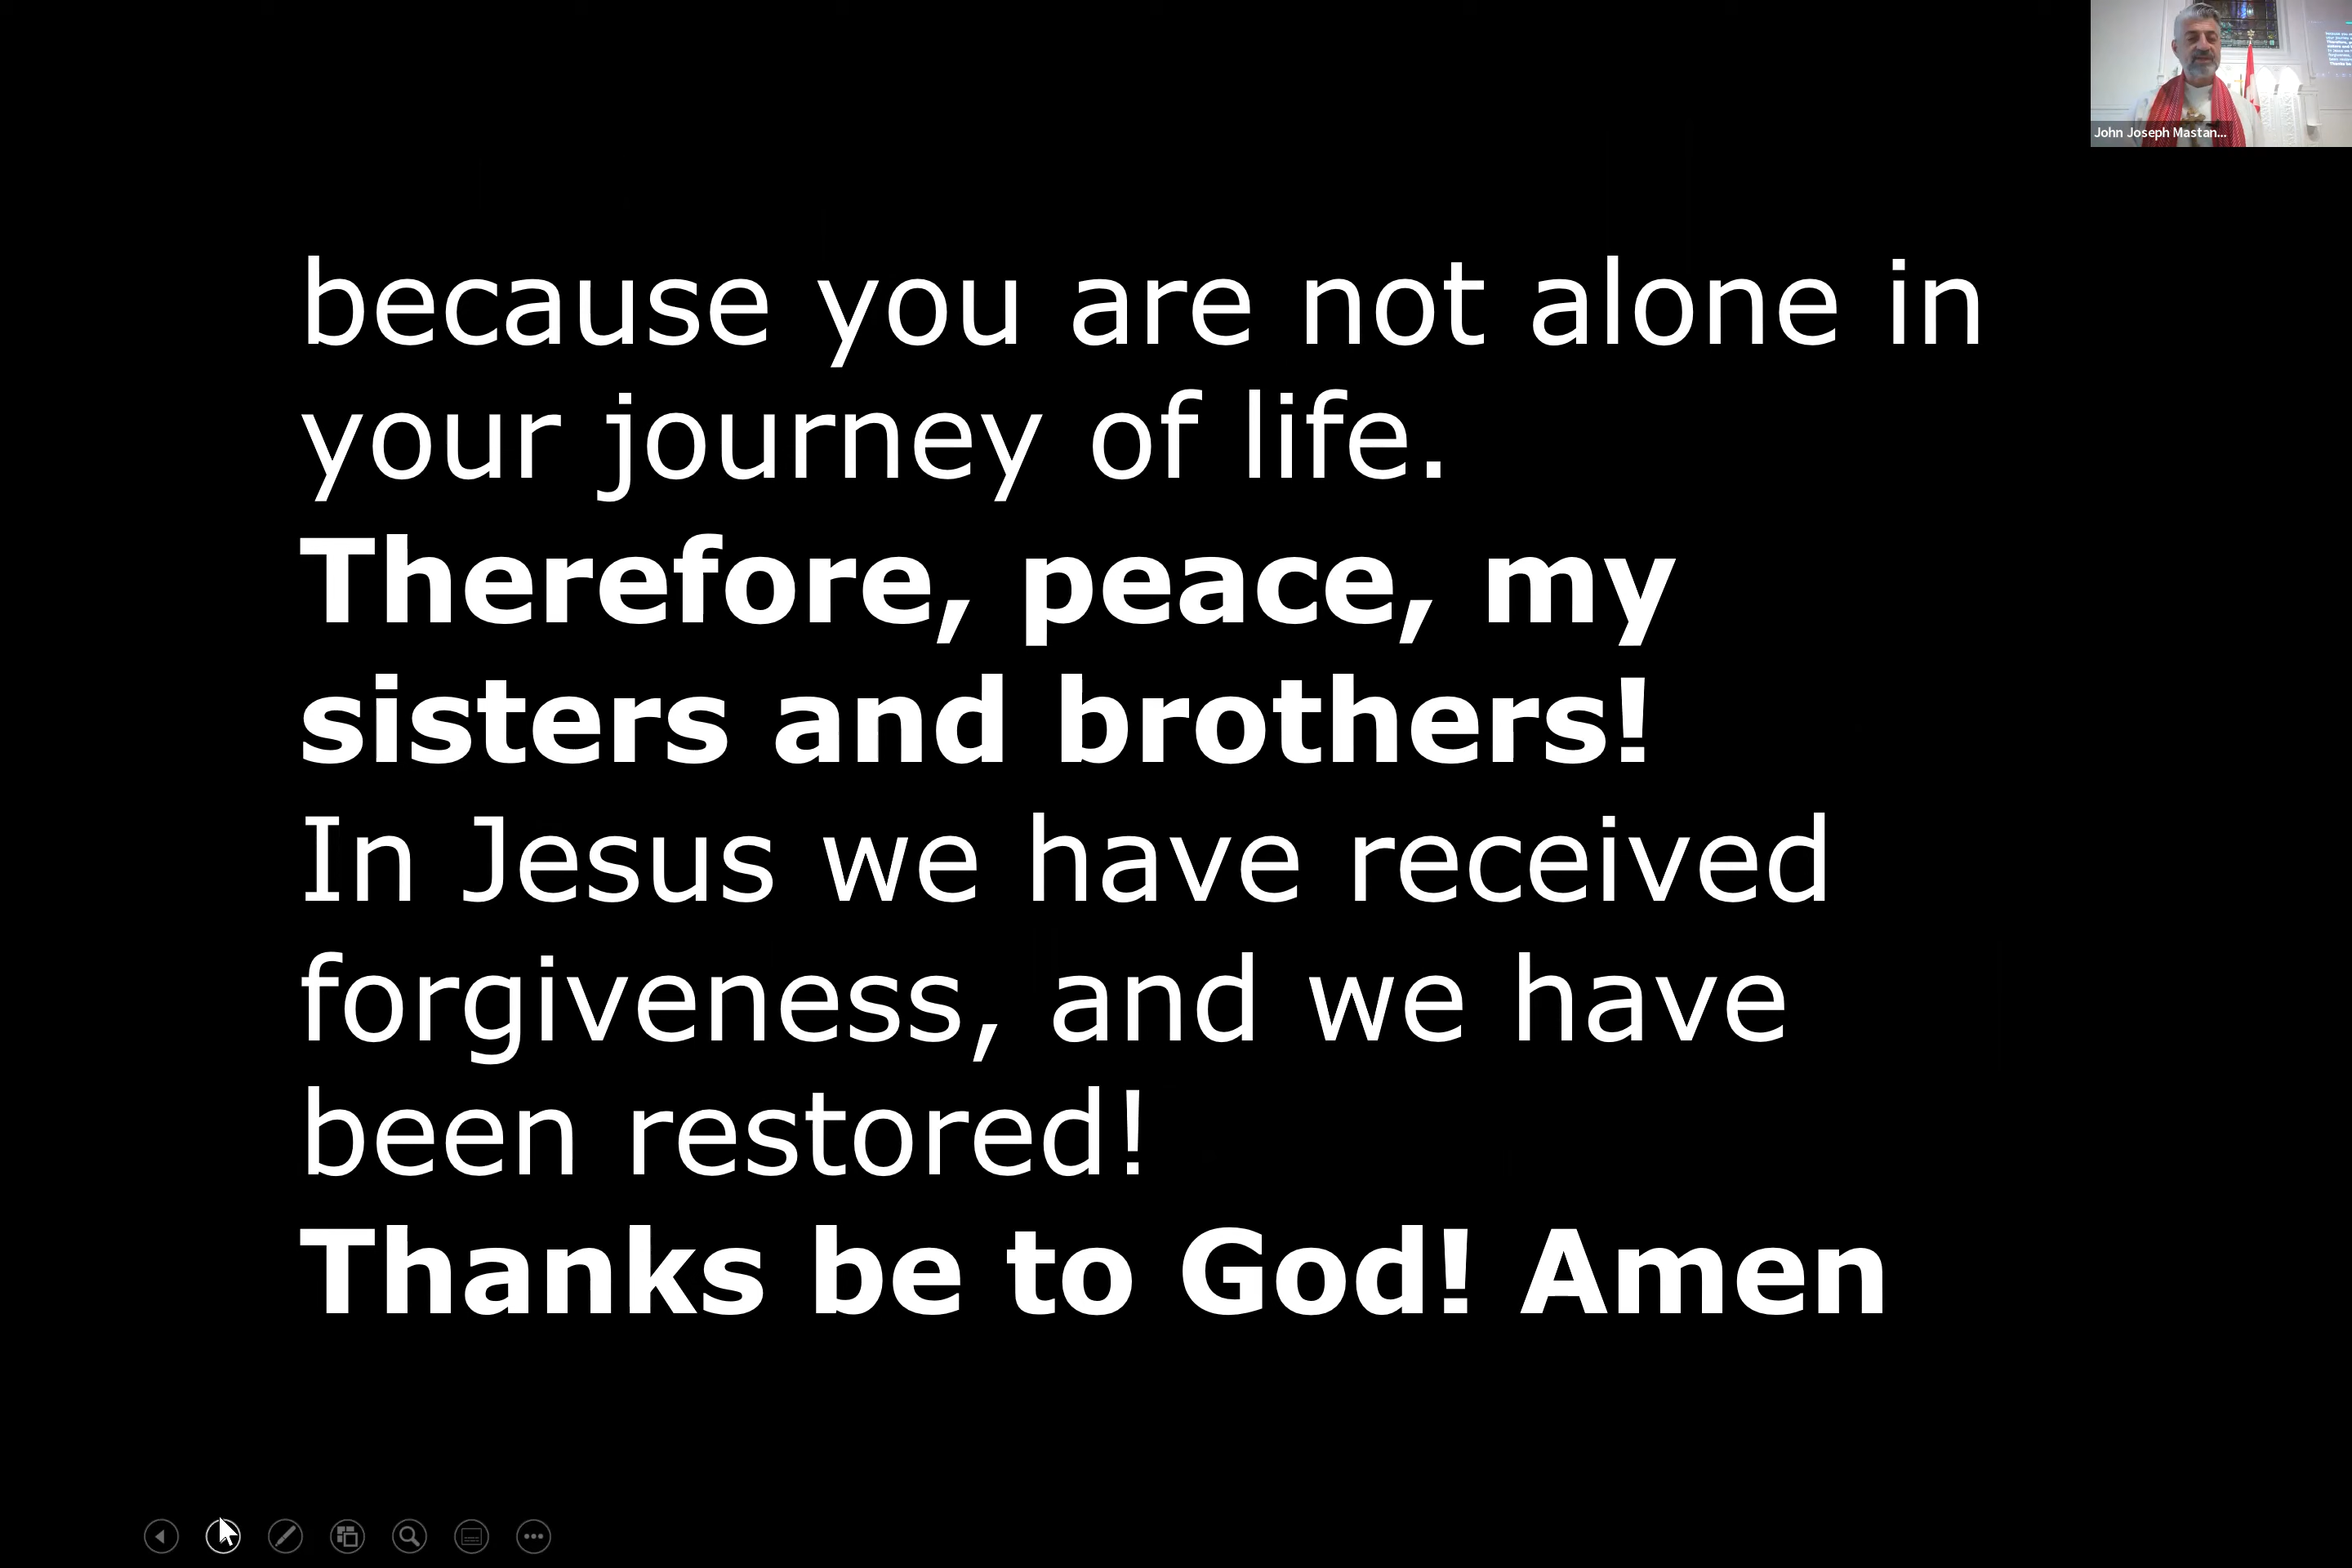 John Joseph Mastan...
because you are not alone in
your journey of life.
Therefore, peace, my
sisters and brothers!
In Jesus we have received
forgiveness, and we have
been restored!
Thanks be to God! Amen